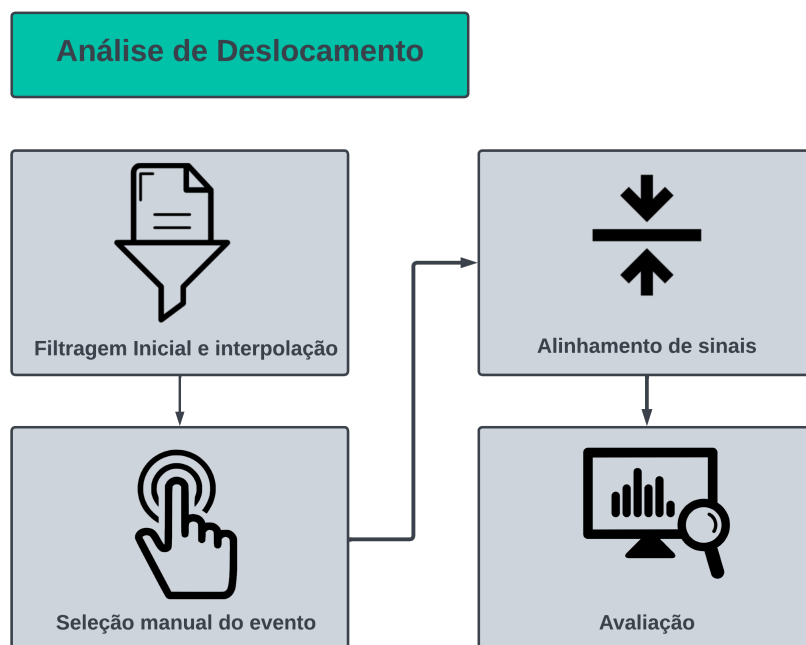 Análise de Deslocamento
Filtragem Inicial e interpolação
Seleção manual do evento
Alinhamento de sinais
Avaliação